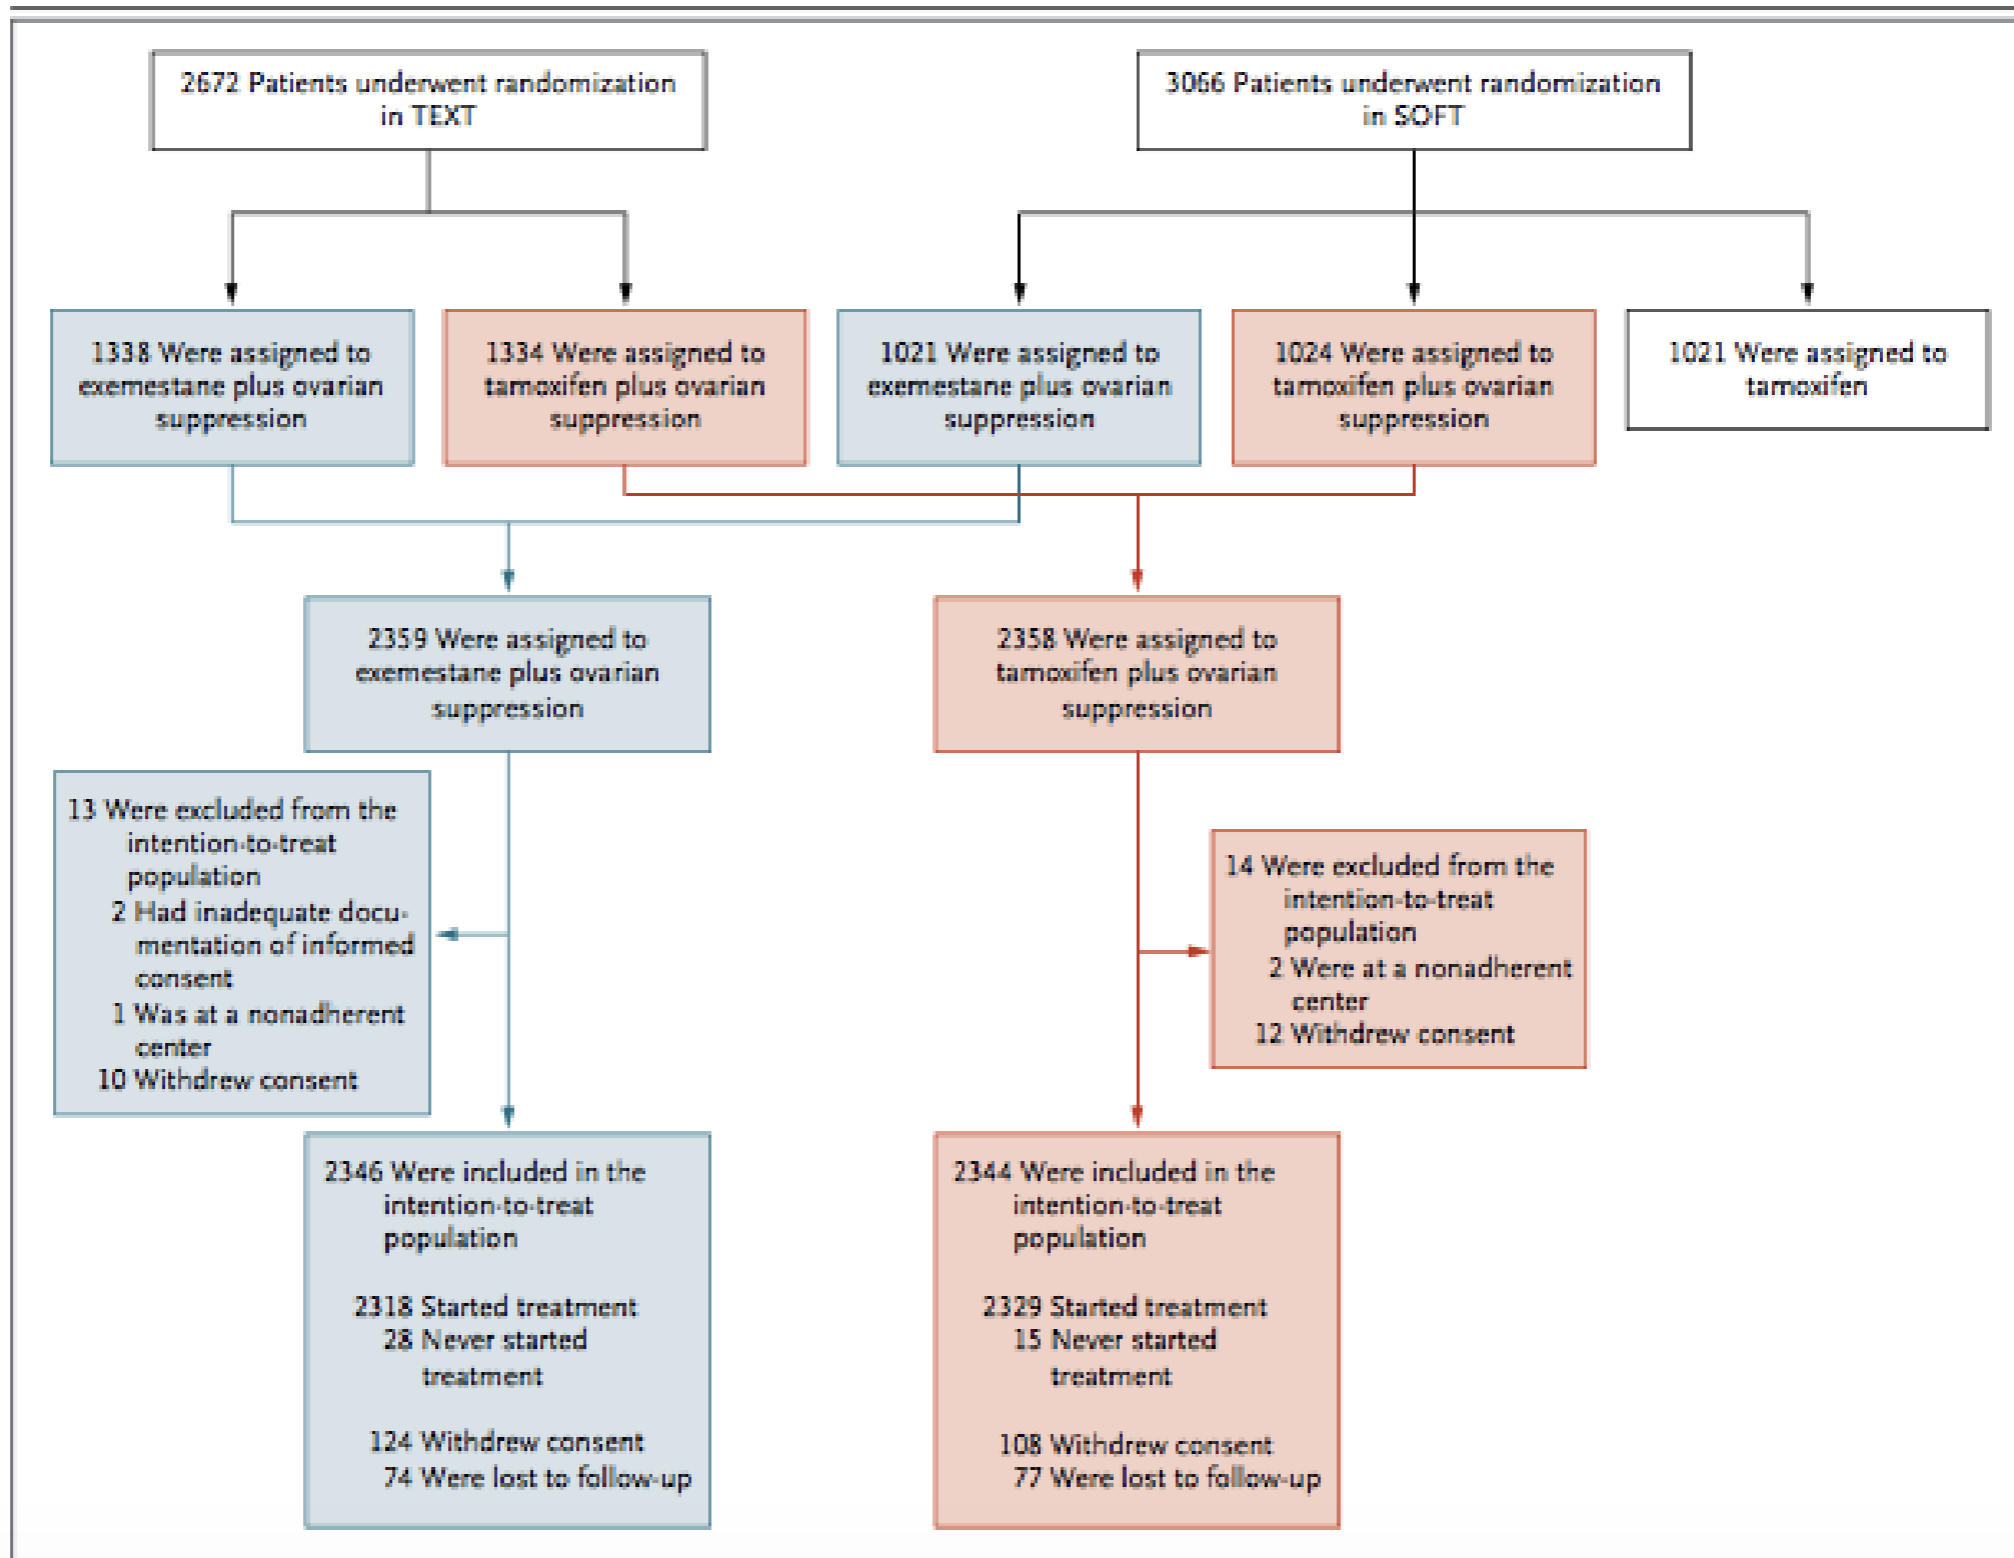 2672 Patients underwent randomization
in TEXT
3066 Patients underwent randomization
in SOFT
1338 Were assigned to
exemestane plus ovarian
suppression
1334 Were assigned to
tamoxifen plus ovarian
suppression
1021 Were assigned to
exemestane plus ovarian
suppression
1024 Were assigned to
tamoxifen plus ovarian
suppression
1021 Were assigned to
tamoxifen
2359 Were assigned to
exemestane plus ovarian
suppression
2358 Were assigned to
tamoxifen plus ovarian
suppression
13 Were excluded from the
intention-to-treat
population
2 Had inadequate docu-
mentation of informed
consent
1 Was at a nonadherent
center
10 Withdrew consent
14 Were excluded from the
intention-to-treat
population
2 Were at a nonadherent
center
12 Withdrew consent
2346 Were included in the
intention-to-treat
population
2318 Started treatment
28 Never started
treatment
124 Withdrew consent
74 Were lost to follow-up
2344 Were included in the
intention-to-treat
population
2329 Started treatment
15 Never started
treatment
108 Withdrew consent
77 Were lost to follow-up